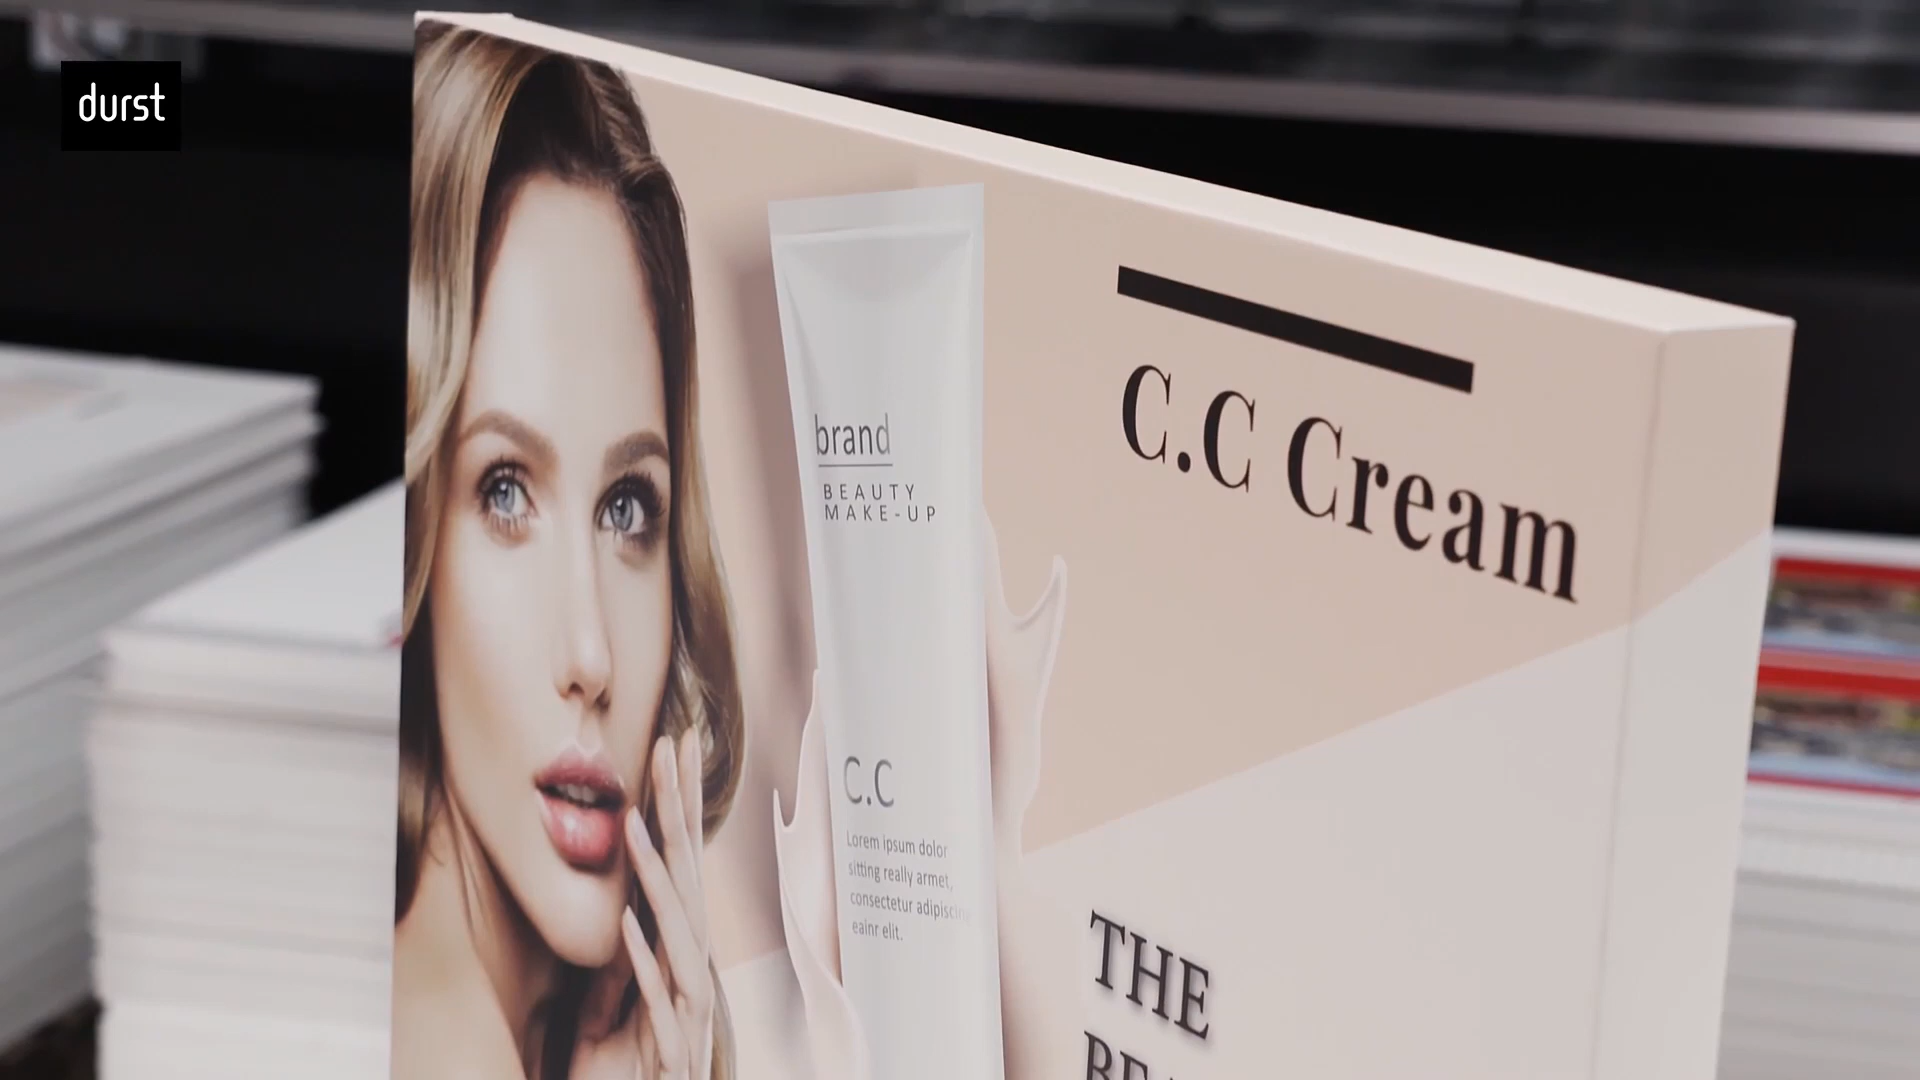 durst
C.C Cream
brand
BEAUTY
MAKE-UP
C.C
Lorem ipsum dolor
sitting really armet,
consectetur adipiscing
eainr elit.
THE